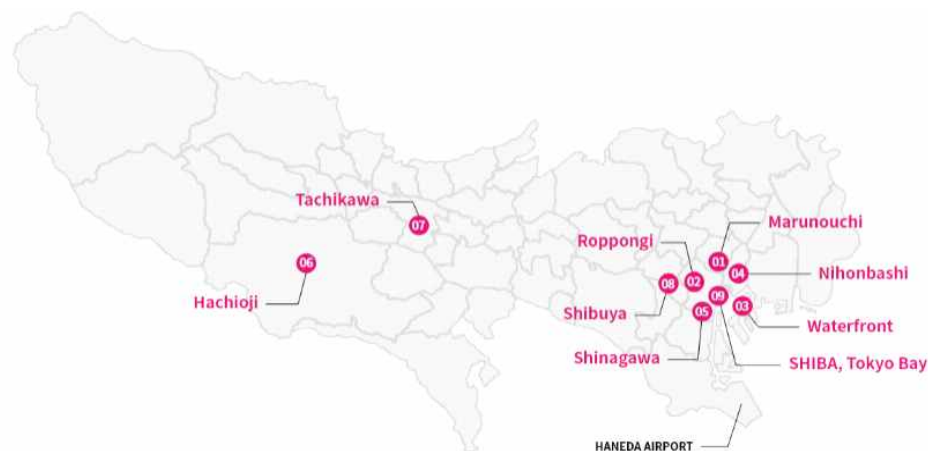 Tachikawa
07
06
Hachioji
Roppongi
Marunouchi
01
02
04
Nihonbashi
08
Shibuya
09
03
05
Waterfront
Shinagawa
SHIBA, Tokyo Bay
HANEDA AIRPORT